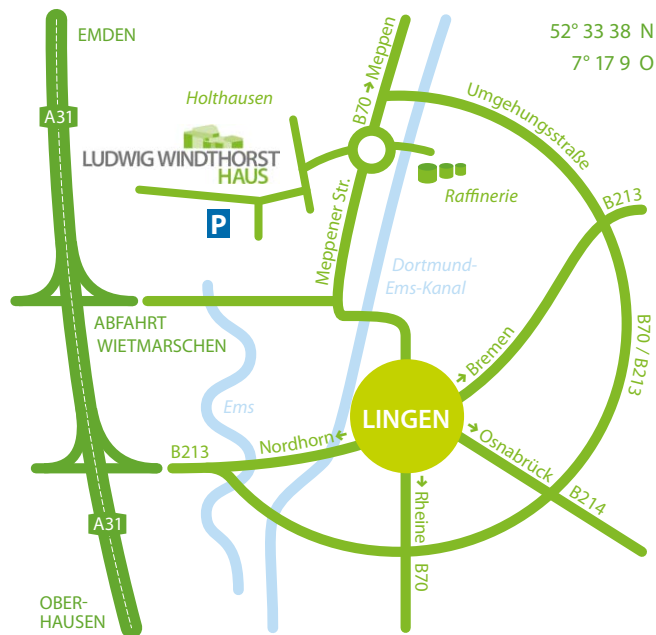 EMDEN
52° 33 38 N
7° 17 9 O
A31
Holthausen
B70 → Meppen
Umgehungsstraße
LUDWIG WINDTHORST
HAUS
Raffinerie
B213
P
Meppener Str.
Dortmund-
Ems-Kanal
ABFAHRT
WIETMARSCHEN
B70 / B213
Bremen
Ems
LINGEN
Nordhorn
B213
Osnabrück
B214
Rheine
B70
A31
OBER-
HAUSEN